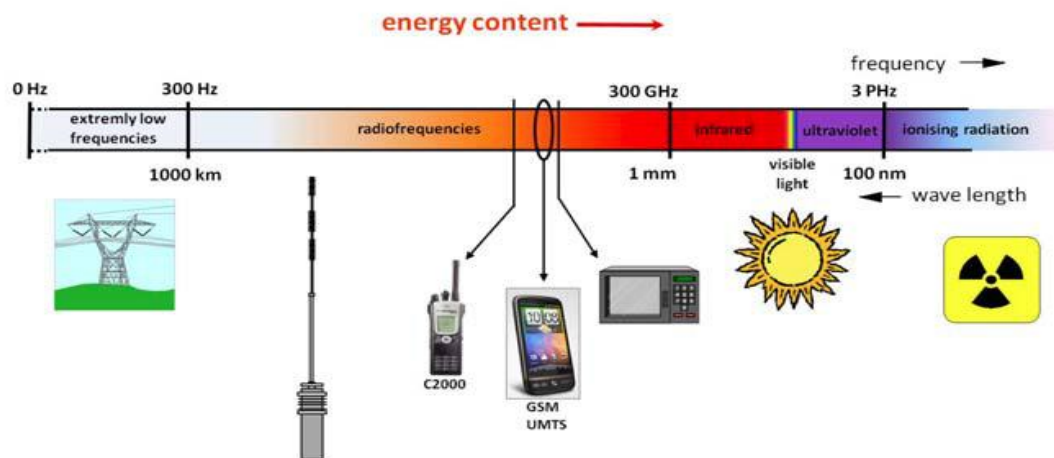 energy content
frequency
0 Hz 300 Hz 300 GHz 3 PHz
extremly low
frequencies
radiofrequencies
infrared
ultraviolet
ionising radiation
1000 km 1 mm
visible
light
100 nm
wave length
C2000
GSM
UMTS